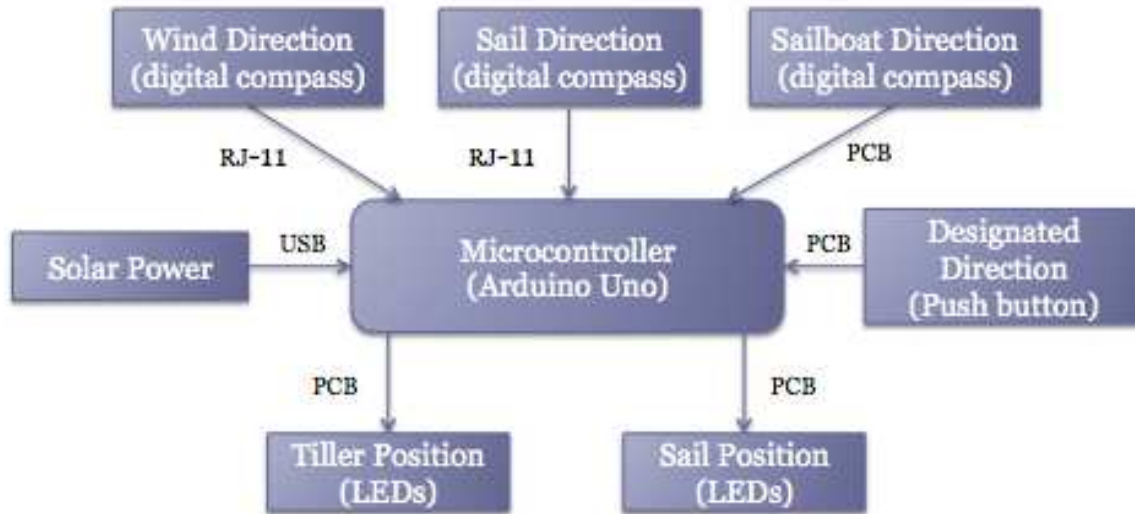 Wind Direction
(digital compass)
Sail Direction
(digital compass)
Sailboat Direction
(digital compass)
RJ-11
RJ-11
PCB
Solar Power
USB
Microcontroller
(Arduino Uno)
PCB
Designated
Direction
(Push button)
PCB
PCB
Tiller Position
(LEDs)
Sail Position
(LEDs)